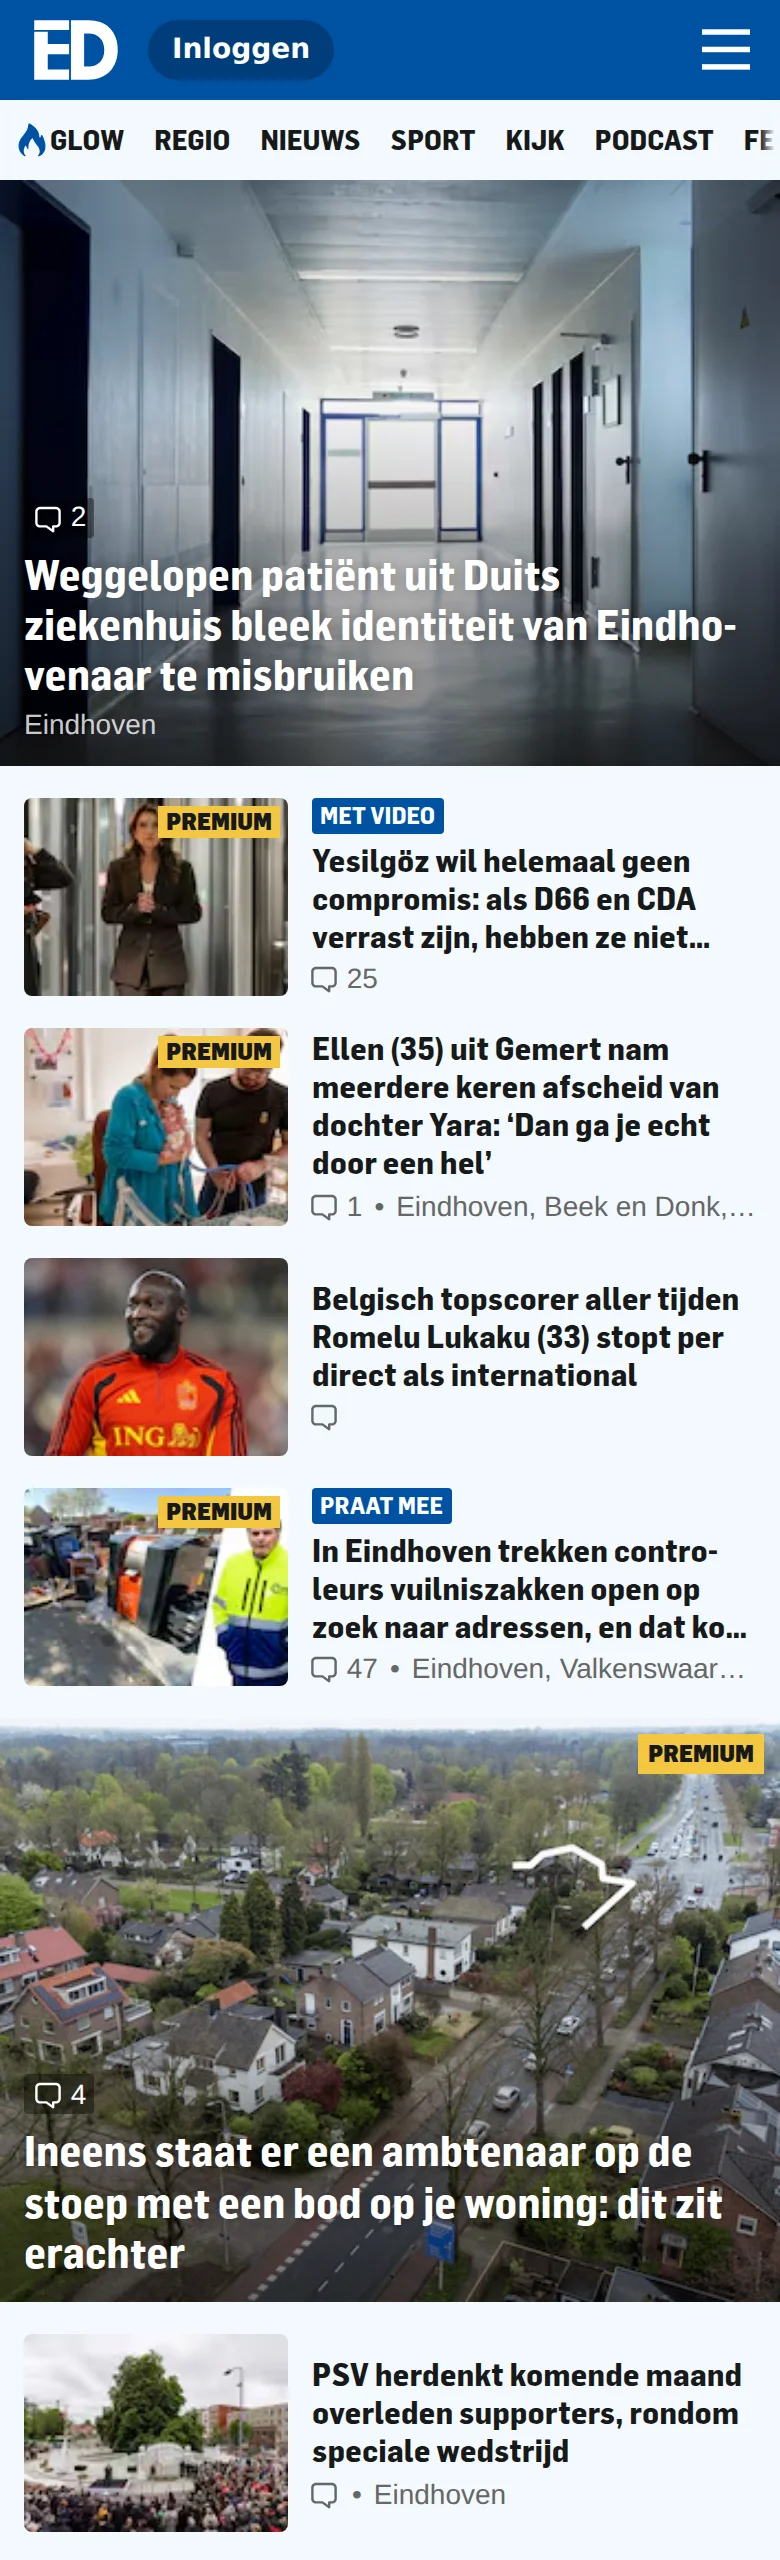 ED
Inloggen
GLOW REGIO NIEUWS SPORT KIJK PODCAST FE
2
Weggelopen patiënt uit Duits
ziekenhuis bleek identiteit van Eindho-
venaar te misbruiken
Eindhoven
PREMIUM
MET VIDEO
Yesilgöz wil helemaal geen
compromis: als D66 en CDA
verrast zijn, hebben ze niet...
25
PREMIUM
Ellen (35) uit Gemert nam
meerdere keren afscheid van
dochter Yara: ‘Dan ga je echt
door een hel’
1 • Eindhoven, Beek en Donk,...
ING
Belgisch topscorer aller tijden
Romelu Lukaku (33) stopt per
direct als international
PREMIUM
PRAAT MEE
In Eindhoven trekken contro-
leurs vuilniszakken open op
zoek naar adressen, en dat ko...
47 • Eindhoven, Valkenswaar...
PREMIUM
4
Ineens staat er een ambtenaar op de
stoep met een bod op je woning: dit zit
erachter
PSV herdenkt komende maand
overleden supporters, rondom
speciale wedstrijd
• Eindhoven